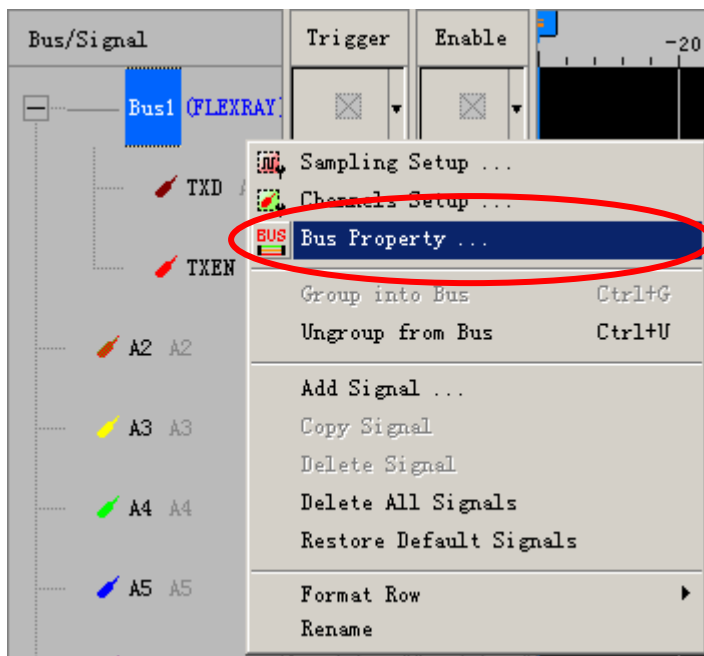 Bus/Signal Trigger Enable -20
Bus1 (FLEXRAY)
TXD A
TXEN
A2 A2
A3 A3
A4 A4
A5 A5
Sampling Setup ...
Channels Setup ...
BUS Bus Property ...
Group into Bus Ctrl+G
Ungroup from Bus Ctrl+U
Add Signal ...
Copy Signal
Delete Signal
Delete All Signals
Restore Default Signals
Format Row
Rename